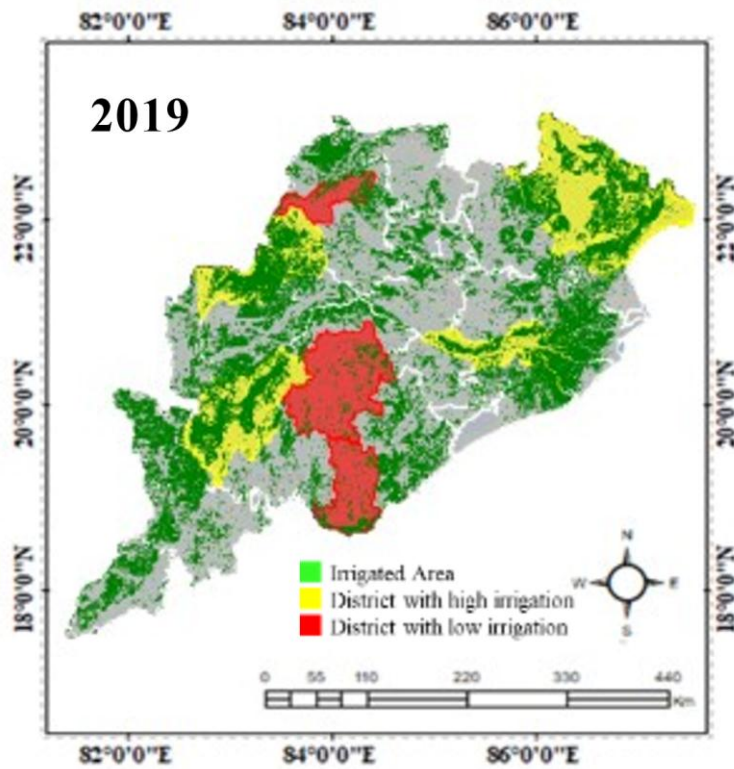 82°0'0"E 84°0'0"E 86°0'0"E
2019
22°0'0"N 22°0'0"N
20°0'0"N 20°0'0"N
18°0'0"N 18°0'0"N
N
W E
S
Irrigated Area
District with high irrigation
District with low irrigation
0 55 110 220 330 440
Km
82°0'0"E 84°0'0"E 86°0'0"E